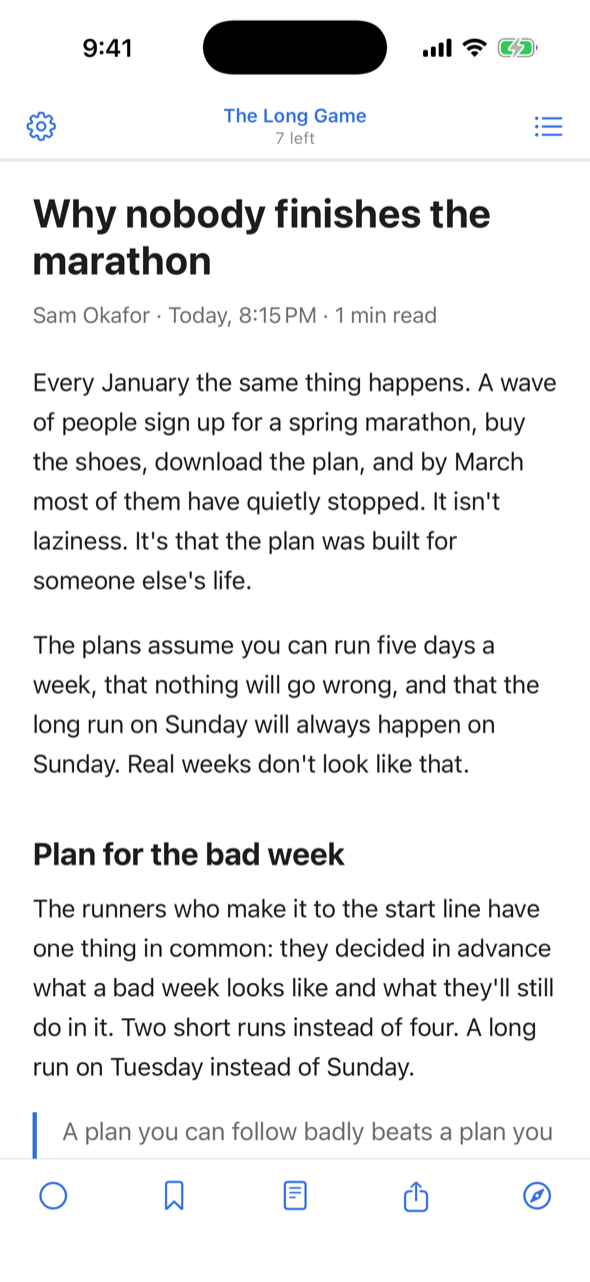 9:41
The Long Game
7 left
Why nobody finishes the
marathon
Sam Okafor · Today, 8:15 PM · 1 min read
Every January the same thing happens. A wave
of people sign up for a spring marathon, buy
the shoes, download the plan, and by March
most of them have quietly stopped. It isn't
laziness. It's that the plan was built for
someone else's life.
The plans assume you can run five days a
week, that nothing will go wrong, and that the
long run on Sunday will always happen on
Sunday. Real weeks don't look like that.
Plan for the bad week
The runners who make it to the start line have
one thing in common: they decided in advance
what a bad week looks like and what they'll still
do in it. Two short runs instead of four. A long
run on Tuesday instead of Sunday.
A plan you can follow badly beats a plan you